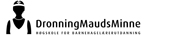 DronningMaudsMinne
HØGSKOLE FOR BARNEHAGELÆRERUTDANNING